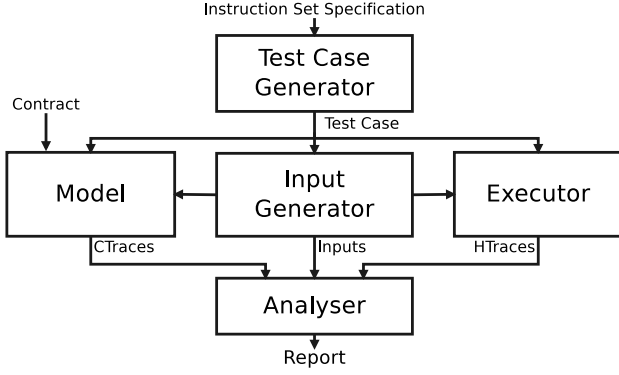 Instruction Set Specification
Test Case
Generator
Contract
Test Case
Model
Input
Generator
Executor
CTraces
Inputs
HTraces
Analyser
Report